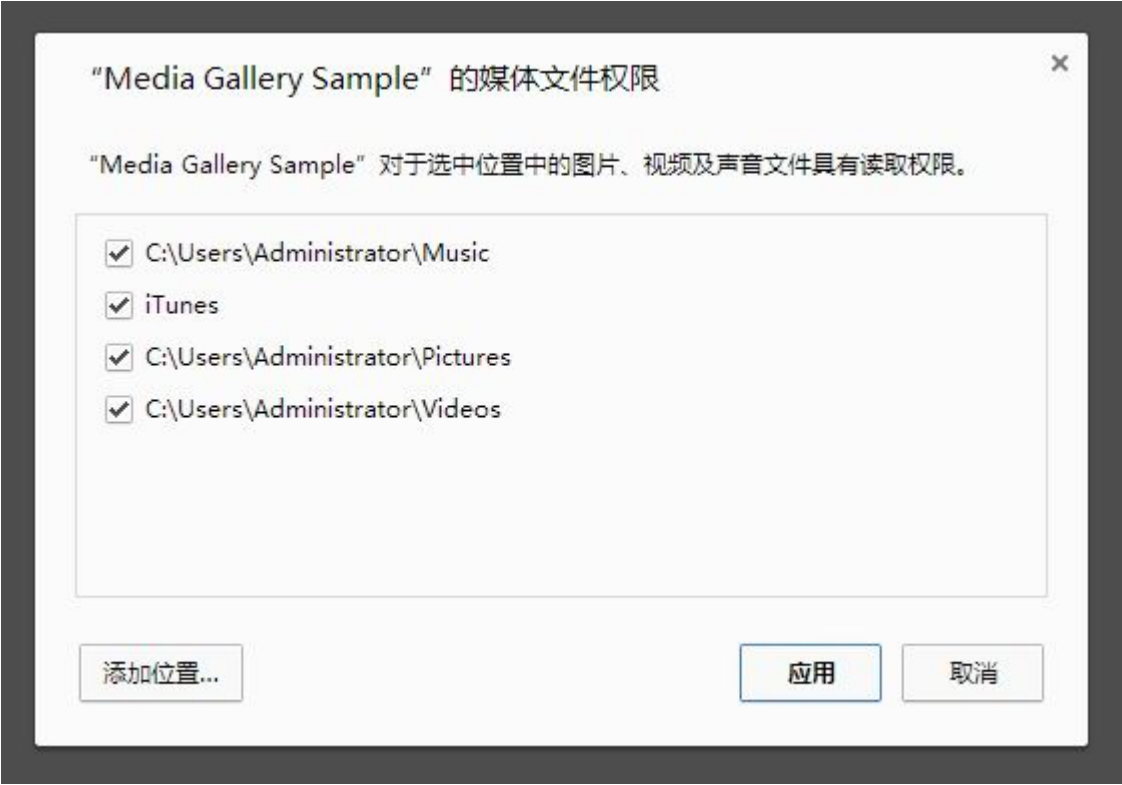 “Media Gallery Sample”的媒体文件权限
“Media Gallery Sample”对于选中位置中的图片、视频及声音文件具有读取权限。
C:\Users\Administrator\Music
iTunes
C:\Users\Administrator\Pictures
C:\Users\Administrator\Videos
添加位置... 应用 取消